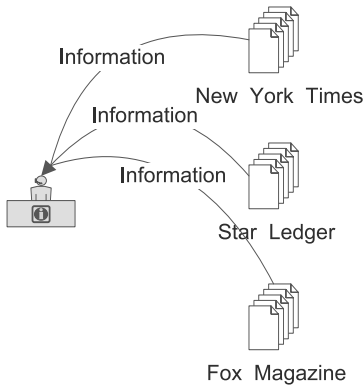 Information
New York Times
Information
Information
Star Ledger
Fox Magazine